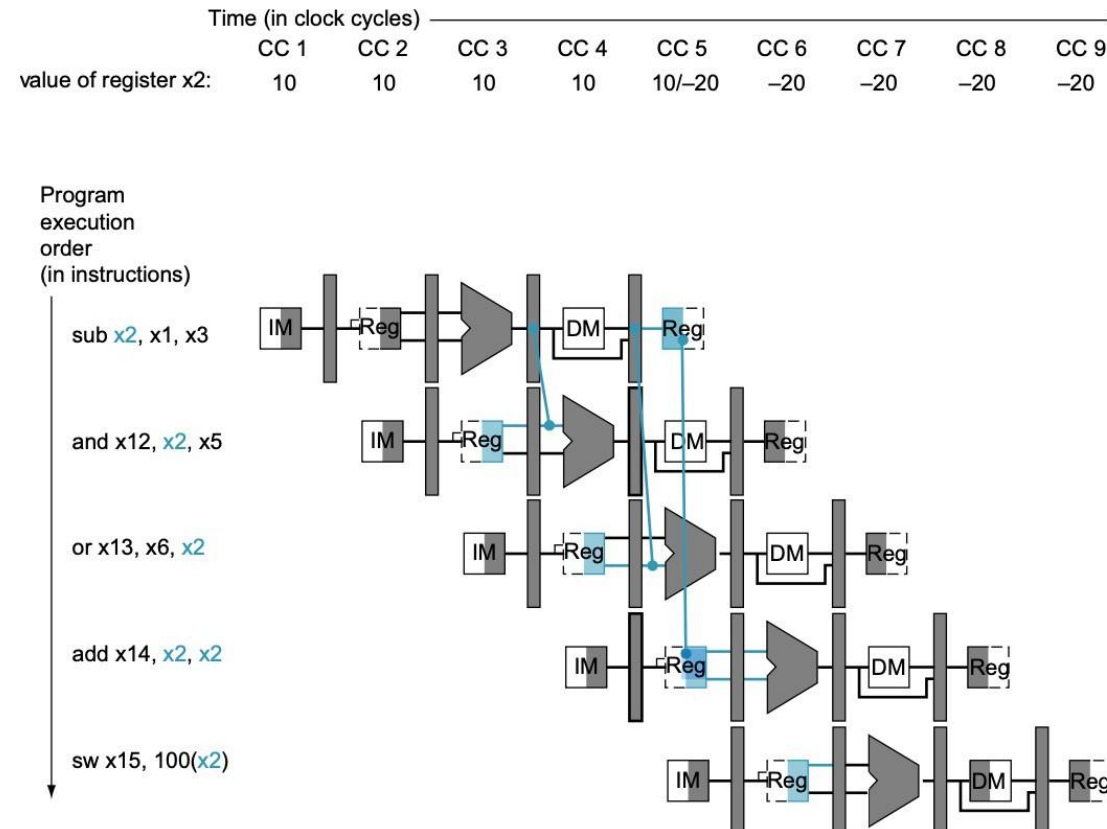 Time (in clock cycles)
CC 1 CC 2 CC 3 CC 4 CC 5 CC 6 CC 7 CC 8 CC 9
value of register x2: 10 10 10 10 10/–20 –20 –20 –20 –20
Program
execution
order
(in instructions)
sub x2, x1, x3 IM Reg DM Reg
and x12, x2, x5 IM Reg DM Reg
or x13, x6, x2 IM Reg DM Reg
add x14, x2, x2 IM Reg DM Reg
sw x15, 100(x2) IM Reg DM Reg